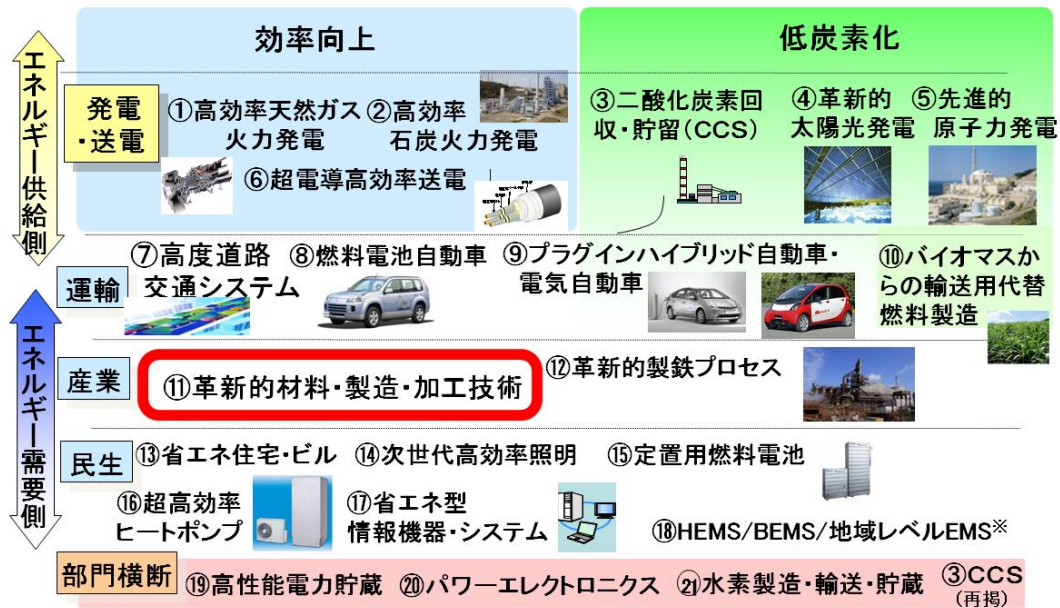 効率向上
低炭素化
エネルギー供給側
発電
・送電
①高効率天然ガス
火力発電
②高効率
石炭火力発電
③二酸化炭素回
収・貯留(CCS)
④革新的
太陽光発電
⑤先進的
原子力発電
⑥超電導高効率送電
運輸
⑦高度道路
交通システム
⑧燃料電池自動車
⑨プラグインハイブリッド自動車・
電気自動車
⑩バイオマスか
らの輸送用代替
燃料製造
エネルギー需要側
産業
⑪革新的材料・製造・加工技術
⑫革新的製鉄プロセス
民生
⑬省エネ住宅・ビル
⑭次世代高効率照明
⑮定置用燃料電池
⑯超高効率
ヒートポンプ
⑰省エネ型
情報機器・システム
⑱HEMS/BEMS/地域レベルEMS※
部門横断
⑲高性能電力貯蔵
⑳パワーエレクトロニクス
㉑水素製造・輸送・貯蔵
③CCS
(再掲)